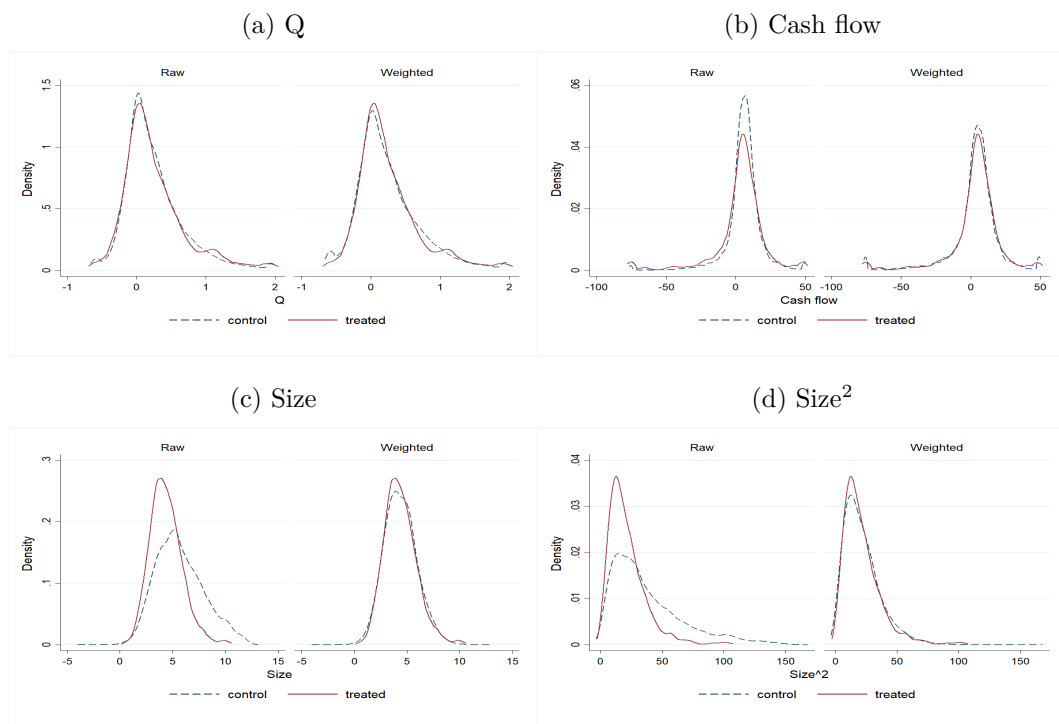 (a) Q
(b) Cash flow
Raw
Weighted
Raw
Weighted
Density
0
.5
1
1.5
-1
0
1
2
-1
0
1
2
Q
control
treated
Density
0
.02
.04
.06
-100
-50
0
50
-100
-50
0
50
Cash flow
control
treated
(c) Size
(d) Size²
Raw
Weighted
Raw
Weighted
Density
0
.1
.2
.3
-5
0
5
10
15
-5
0
5
10
15
Size
control
treated
Density
0
.01
.02
.03
.04
0
50
100
150
0
50
100
150
Size^2
control
treated